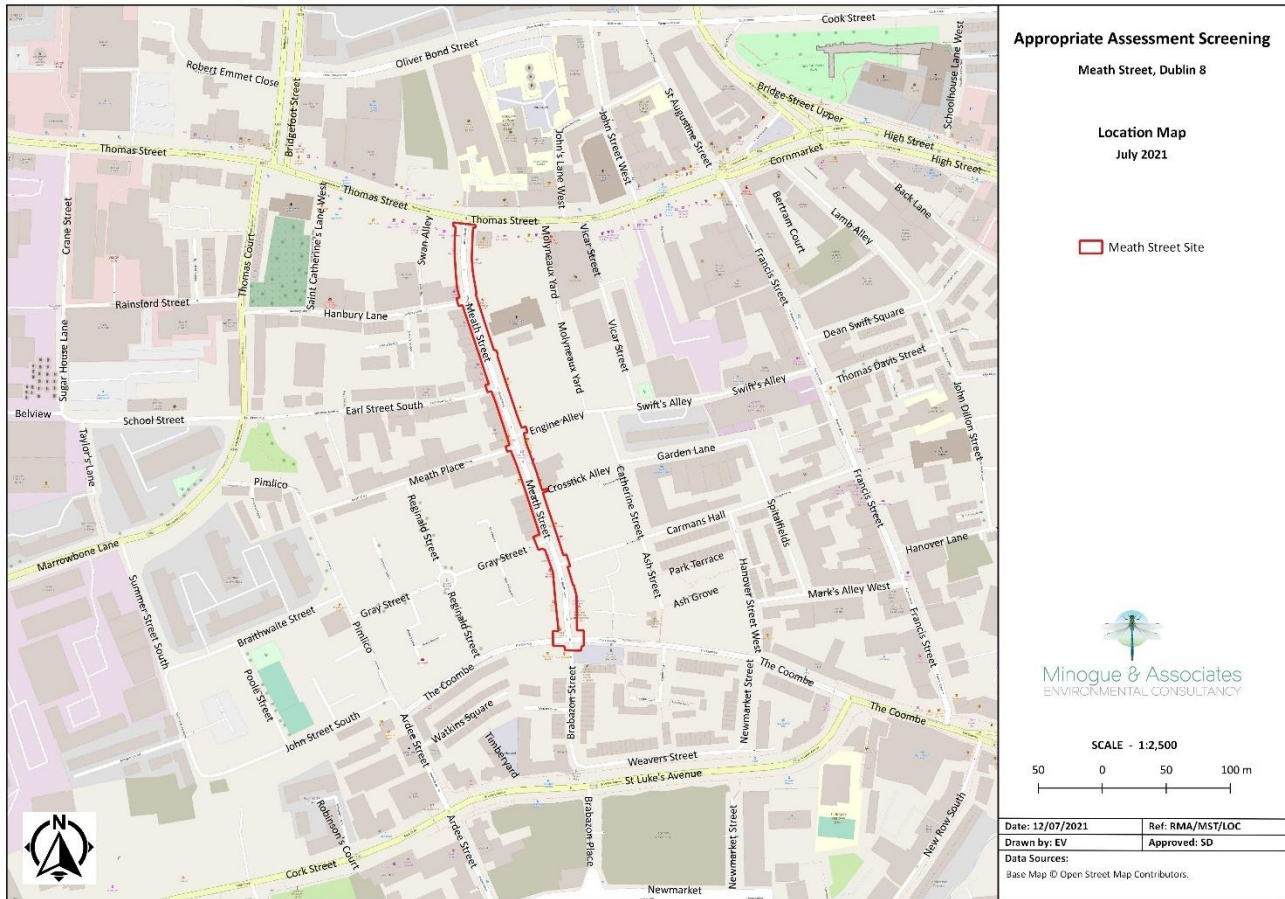 Cook Street
Oliver Bond Street
Robert Emmet Close
Bridgefoot Street
St Augustine Street
John Street West
John's Lane West
Bridge Street Upper
Schoolhouse Lane West
High Street
High Street
Cornmarket
Thomas Street
Thomas Street
Thomas Street
Crane Street
Thomas Court
Saint Catherine's Lane West
Swan Alley
Molyneaux Yard
Vicar Street
Bertram Court
Lamb Alley
Back Lane
Francis Street
Rainsford Street
Hanbury Lane
Meath Street
Molyneaux Yard
Vicar Street
Dean Swift Square
Thomas Davis Street
Sugar House Lane
Belview
School Street
Earl Street South
Engine Alley
Swift's Alley
Swift's Alley
John Dillon Street
Taylor's Lane
Pimlico
Meath Place
Meath Street
Crosstick Alley
Garden Lane
Catherine Street
Spitalfields
Francis Street
Marrowbone Lane
Reginald Street
Gray Street
Carmans Hall
Hanover Lane
Summer Street South
Braithwaite Street
Pimlico
Gray Street
Reginald Street
Ash Street
Park Terrace
Ash Grove
Hanover Street West
Mark's Alley West
Francis Street
Poole Street
John Street South
The Coombe
The Coombe
The Coombe
Ardee Street
Watkins Square
Timberyard
Brabazon Street
Newmarket Street
Weavers Street
St Luke's Avenue
Robinson's Court
Cork Street
Ardee Street
Brabazon Place
Newmarket Street
Newmarket
New Row South
N
Appropriate Assessment Screening
Meath Street, Dublin 8
Location Map
July 2021
Meath Street Site
Minogue & Associates
ENVIRONMENTAL CONSULTANCY
SCALE - 1:2,500
50 0 50 100 m
Date: 12/07/2021 Ref: RMA/MST/LOC
Drawn by: EV Approved: SD
Data Sources:
Base Map © Open Street Map Contributors.